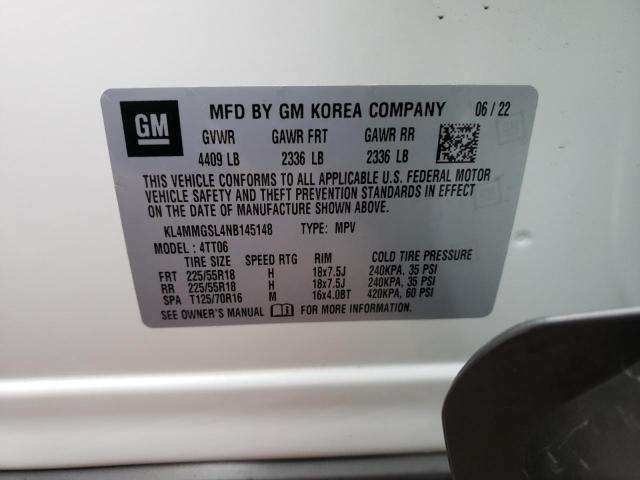 GM MFD BY GM KOREA COMPANY 06/22
GVWR GAWR FRT GAWR RR
4409 LB 2336 LB 2336 LB
THIS VEHICLE CONFORMS TO ALL APPLICABLE U.S. FEDERAL MOTOR
VEHICLE SAFETY AND THEFT PREVENTION STANDARDS IN EFFECT
ON THE DATE OF MANUFACTURE SHOWN ABOVE.
KL4MMGSL4NB145148 TYPE: MPV
MODEL: 4TT06
TIRE SIZE SPEED RTG RIM COLD TIRE PRESSURE
FRT 225/55R18 H 18x7.5J 240KPA, 35 PSI
RR 225/55R18 H 18x7.5J 240KPA, 35 PSI
SPA T125/70R16 M 16x4.0BT 420KPA, 60 PSI
SEE OWNER'S MANUAL FOR MORE INFORMATION.